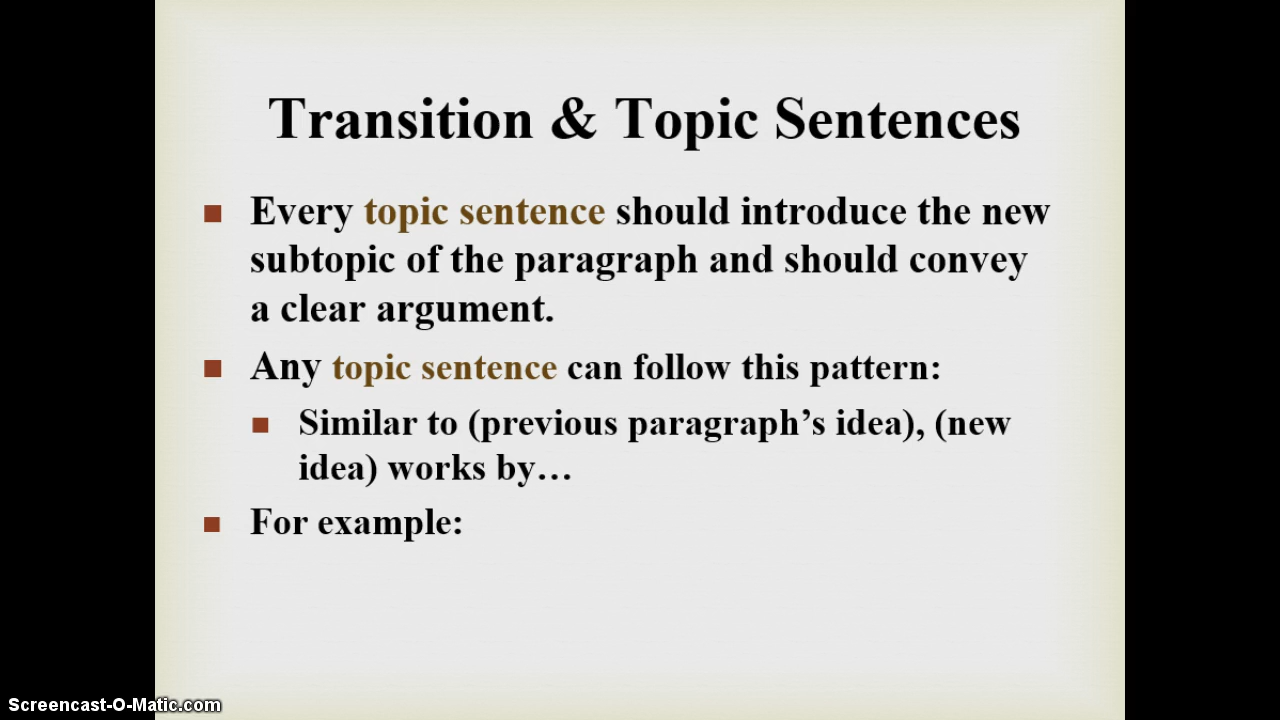 Transition & Topic Sentences
Every topic sentence should introduce the new
subtopic of the paragraph and should convey
a clear argument.
Any topic sentence can follow this pattern:
Similar to (previous paragraph’s idea), (new
idea) works by…
For example:
Screencast-O-Matic.com